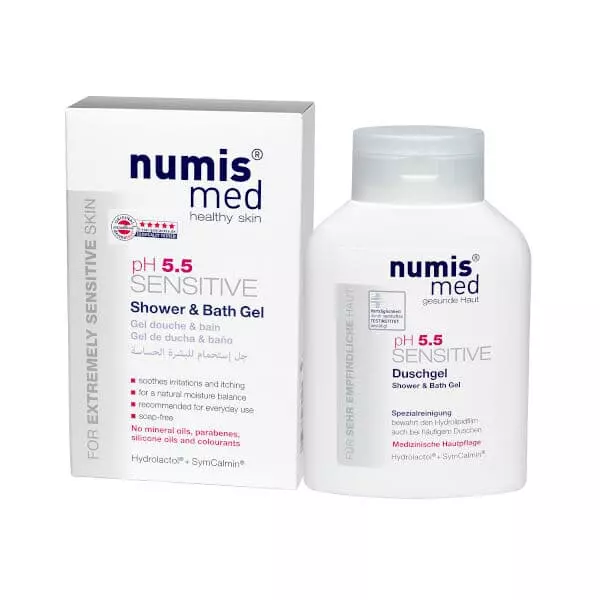 numis®
med
healthy skin
pH 5.5
SENSITIVE
Shower & Bath Gel
Gel douche & bain
Gel de ducha & baño
جل إستحمام للبشرة الحساسة
soothes irritations and itching
for a natural moisture balance
recommended for everyday use
soap-free
No mineral oils, parabenes,
silicone oils and colourants
Hydrolactol® + SymCalmin®
FOR EXTREMELY SENSITIVE SKIN
numis®
med
gesunde Haut
Verträglichkeit
TESTINSTITUT
bestätigt
pH 5.5
SENSITIVE
Duschgel
Shower & Bath Gel
Spezialreinigung
bewahrt den Hydrolipidfilm
auch bei häufigem Duschen
Medizinische Hautpflege
Hydrolactol® + SymCalmin®
FÜR SEHR EMPFINDLICHE HAUT